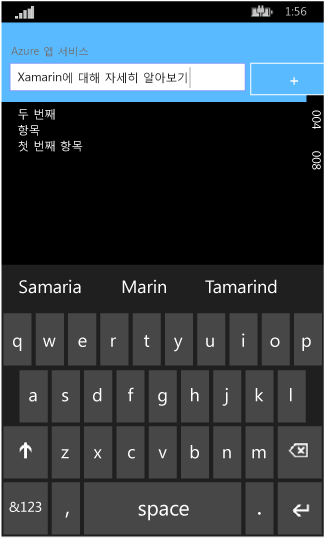 1:56
Azure 앱 서비스
Xamarin에 대해 자세히 알아보기
+
두 번째
항목
첫 번째 항목
004
008
Samaria Marin Tamarind
q w e r t y u i o p
a s d f g h j k l
z x c v b n m
&123 , space .